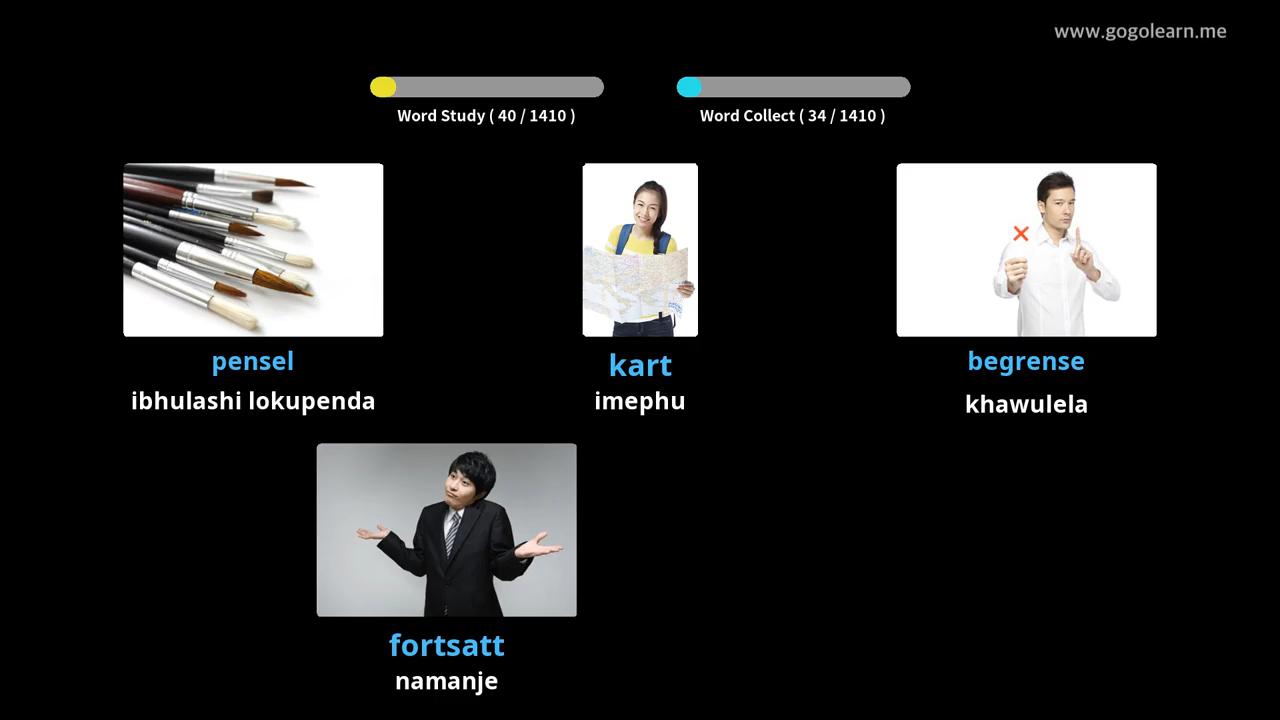 www.gogolearn.me
Word Study ( 40 / 1410 )
Word Collect ( 34 / 1410 )
pensel
ibhulashi lokupenda
kart
imephu
begrense
khawulela
fortsatt
namanje